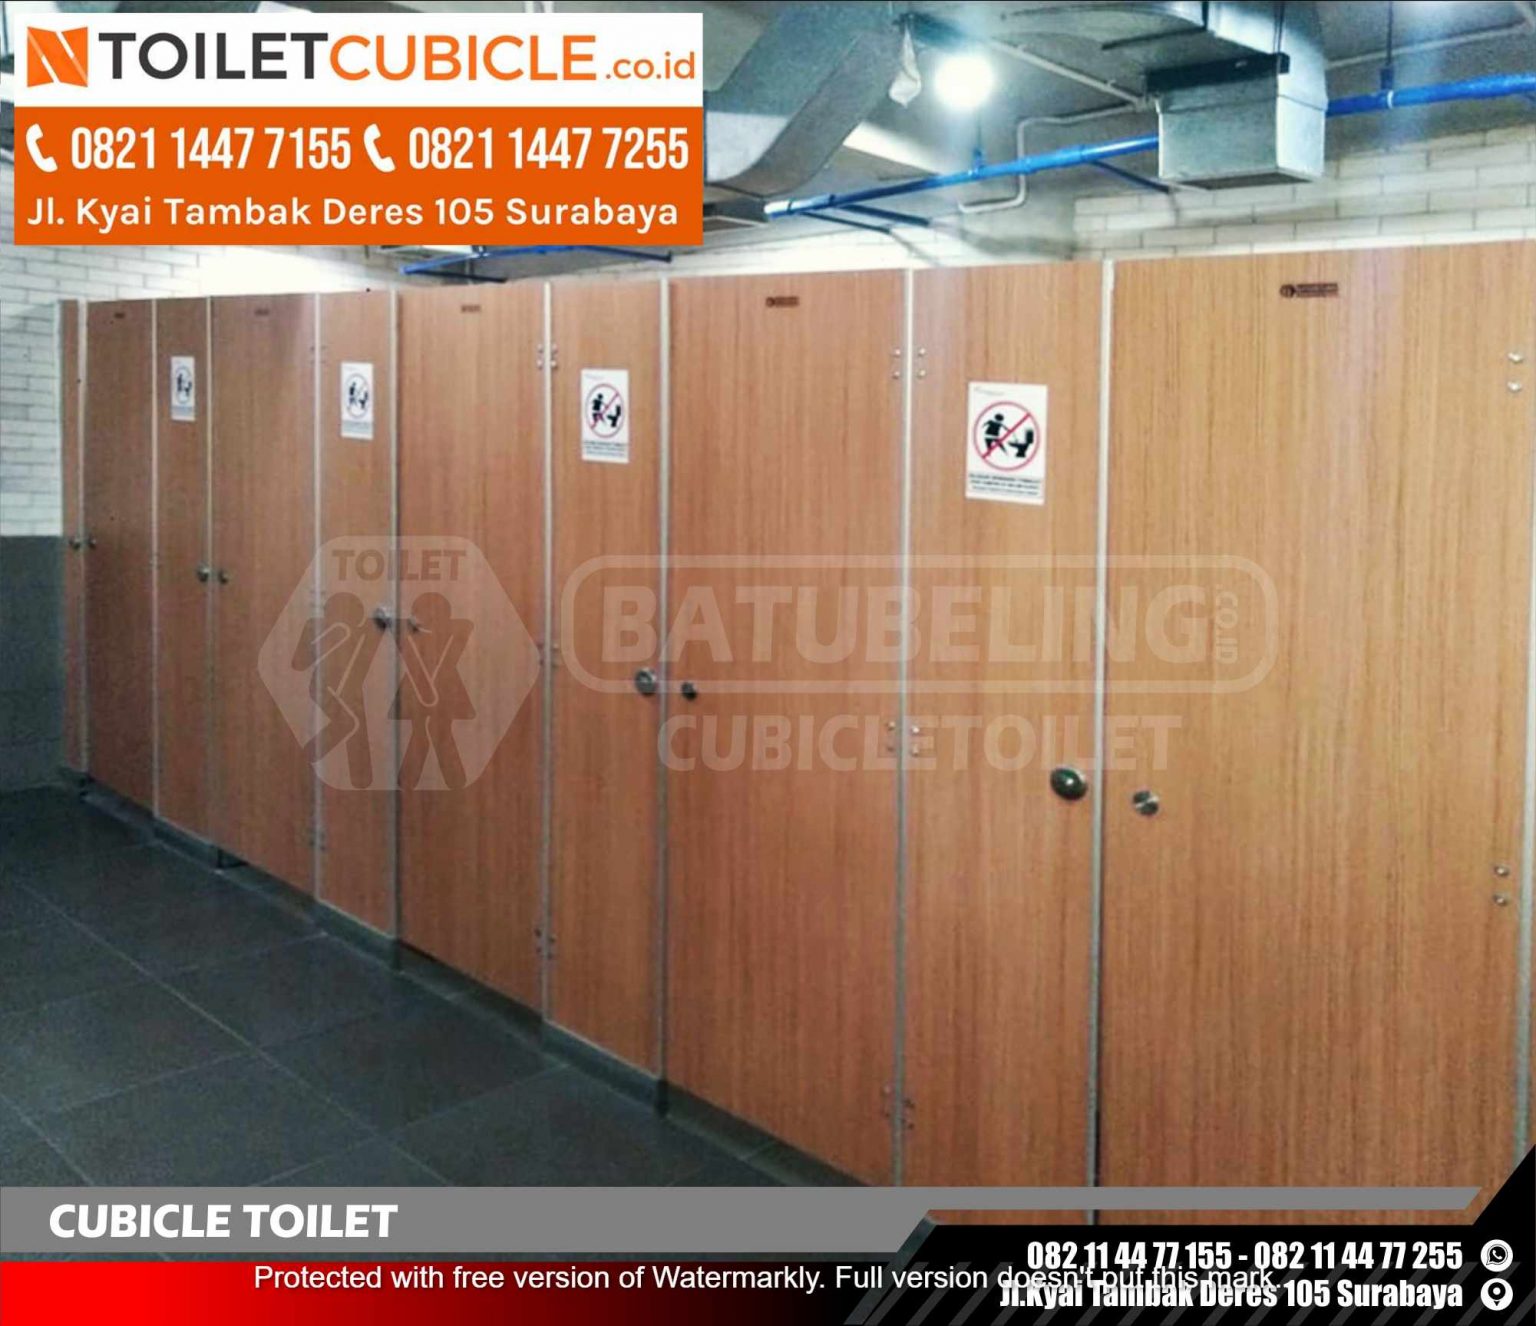 TOILETCUBICLE.co.id
0821 1447 7155 0821 1447 7255
Jl. Kyai Tambak Deres 105 Surabaya
TOILET
BATUBELING.CO.ID
CUBICLETOILET
CUBICLE TOILET
082 11 44 77 155 - 082 11 44 77 255
Protected with free version of Watermarkly. Full version doesn't put this mark.
Jl.Kyai Tambak Deres 105 Surabaya